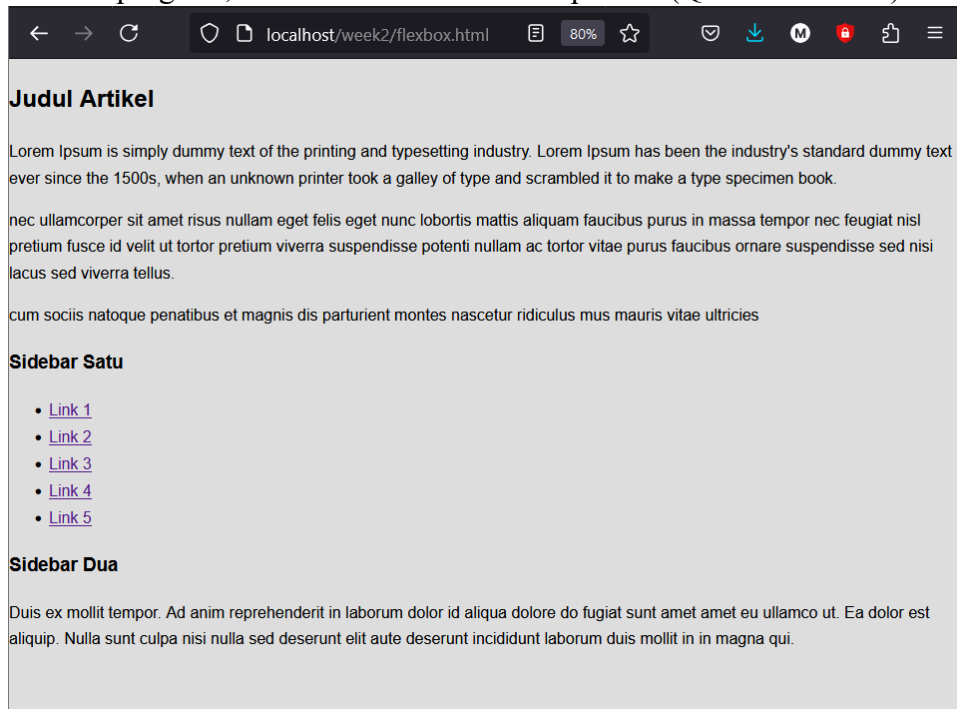 localhost/week2/flexbox.html 80%
Judul Artikel
Lorem Ipsum is simply dummy text of the printing and typesetting industry. Lorem Ipsum has been the industry's standard dummy text
ever since the 1500s, when an unknown printer took a galley of type and scrambled it to make a type specimen book.
nec ullamcorper sit amet risus nullam eget felis eget nunc lobortis mattis aliquam faucibus purus in massa tempor nec feugiat nisl
pretium fusce id velit ut tortor pretium viverra suspendisse potenti nullam ac tortor vitae purus faucibus ornare suspendisse sed nisi
lacus sed viverra tellus.
cum sociis natoque penatibus et magnis dis parturient montes nascetur ridiculus mus mauris vitae ultricies
Sidebar Satu
• Link 1
• Link 2
• Link 3
• Link 4
• Link 5
Sidebar Dua
Duis ex mollit tempor. Ad anim reprehenderit in laborum dolor id aliqua dolore do fugiat sunt amet amet eu ullamco ut. Ea dolor est
aliquip. Nulla sunt culpa nisi nulla sed deserunt elit aute deserunt incididunt laborum duis mollit in in magna qui.